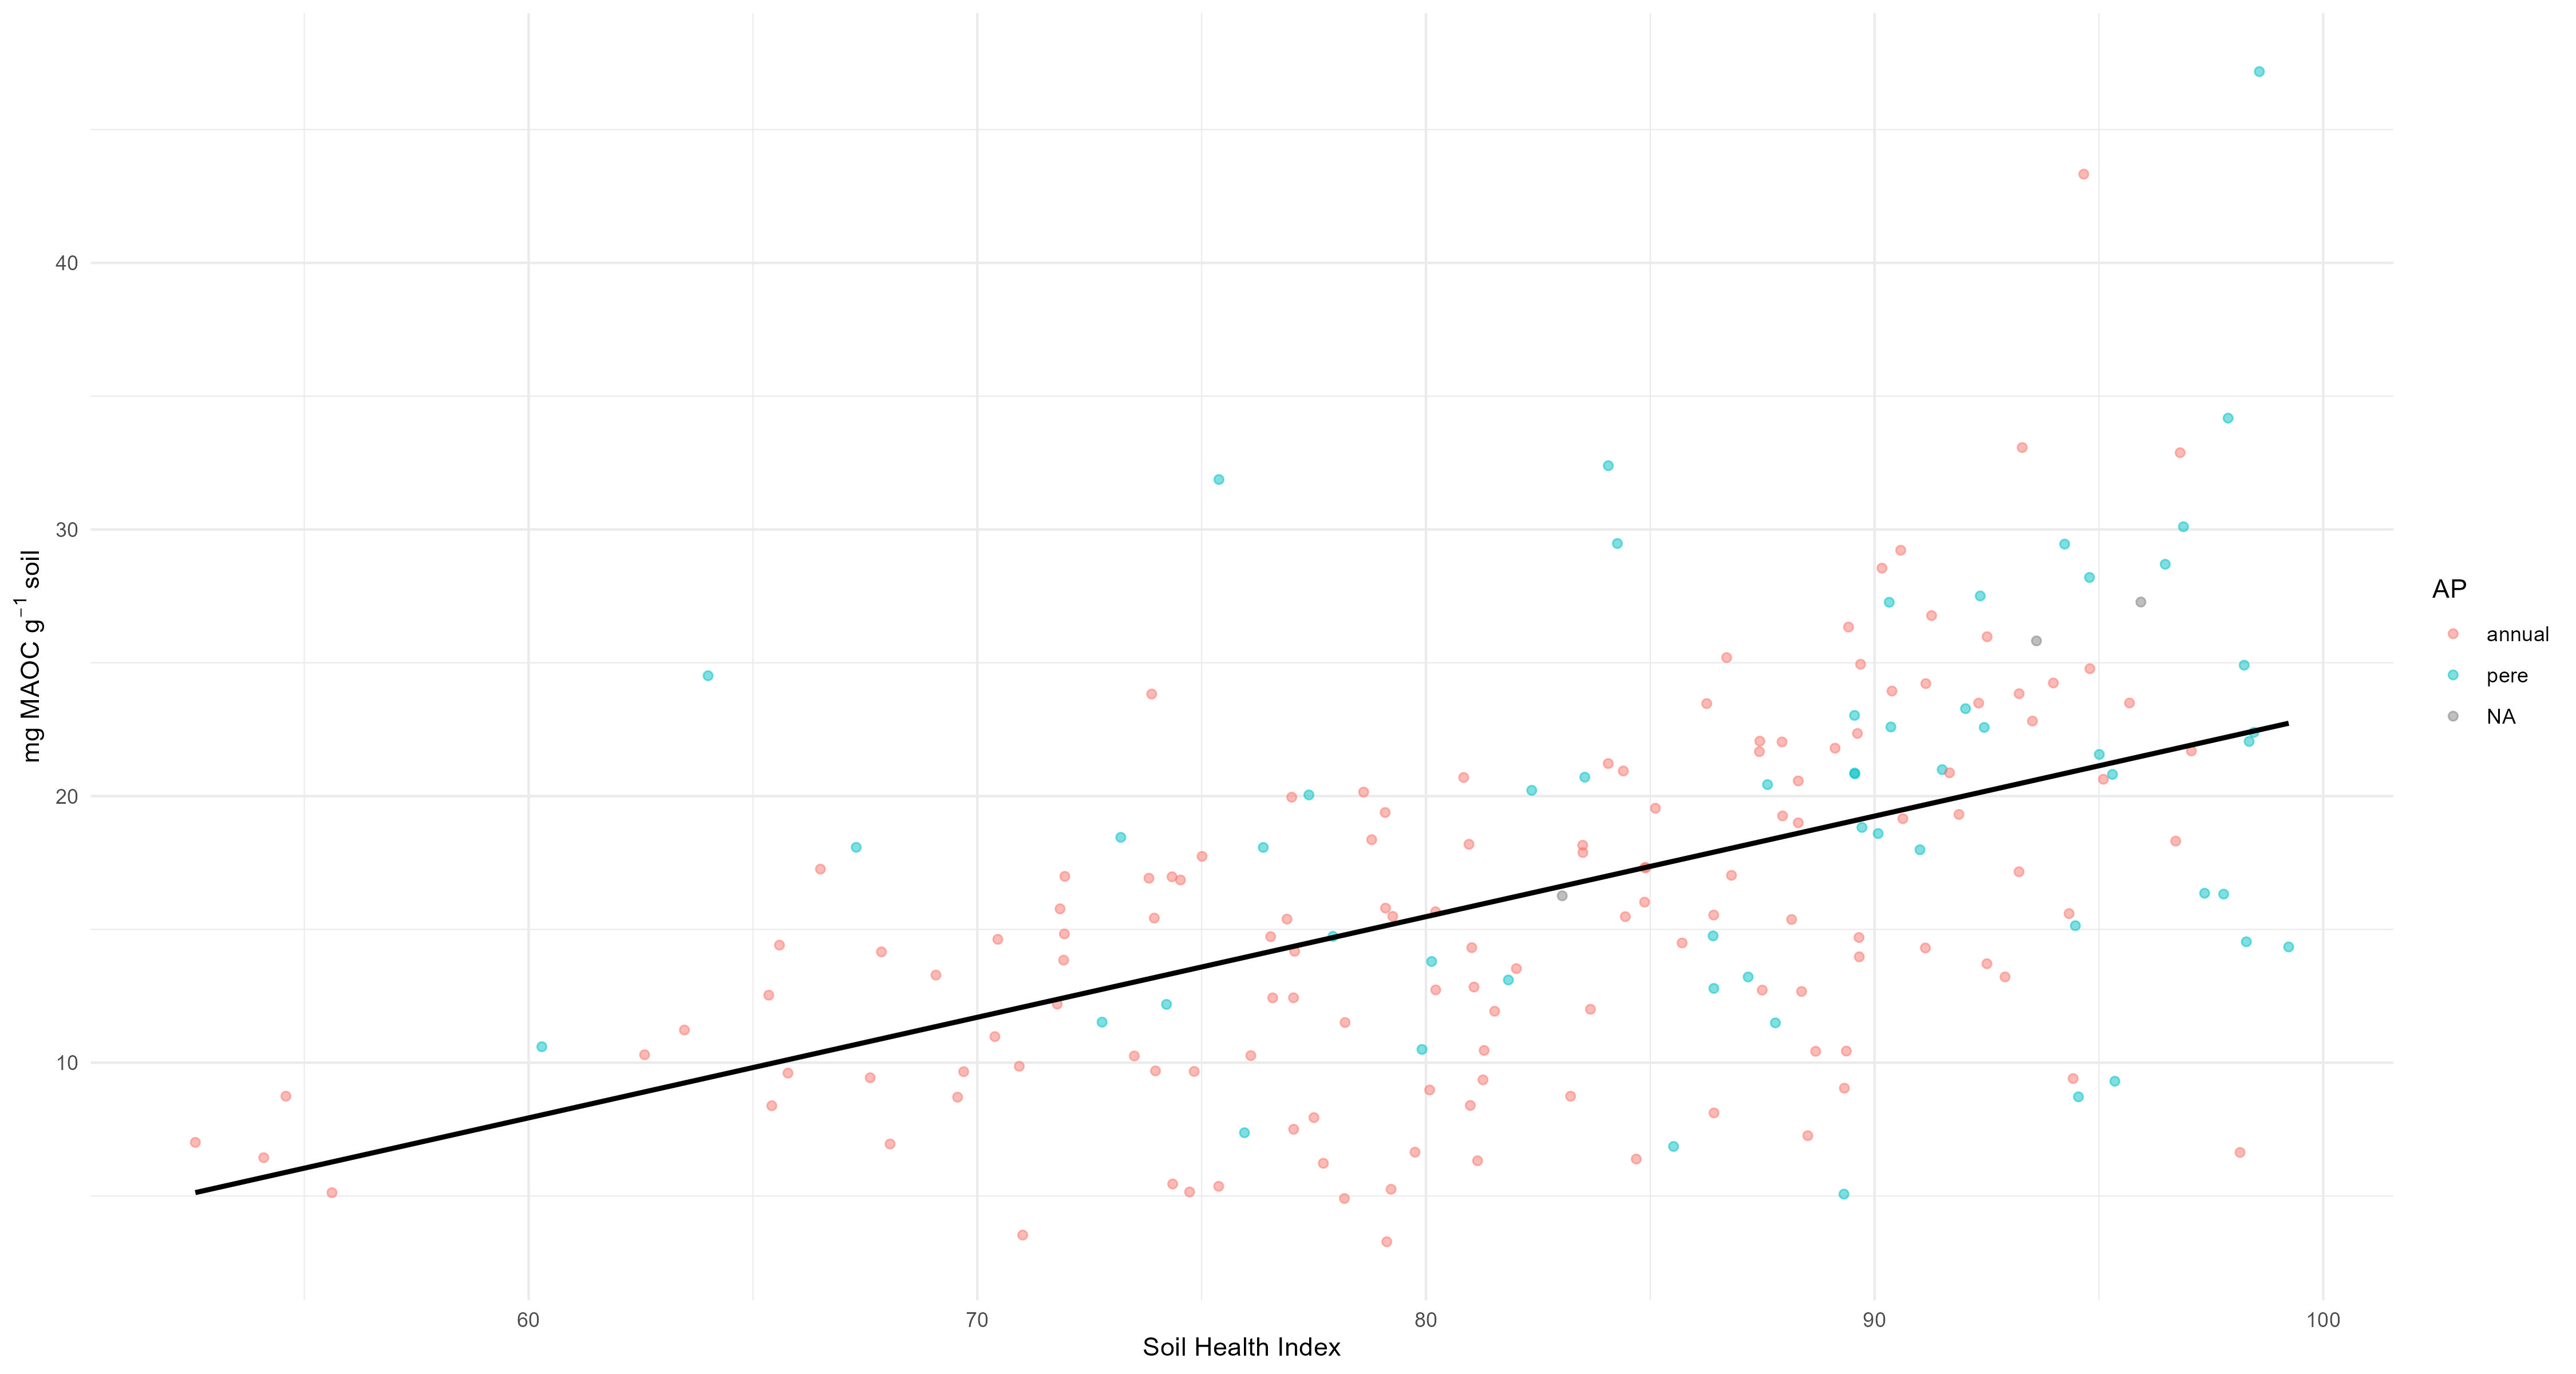 mg MAOC g⁻¹ soil
40
30
20
10
60 70 80 90 100
Soil Health Index
AP
annual
pere
NA